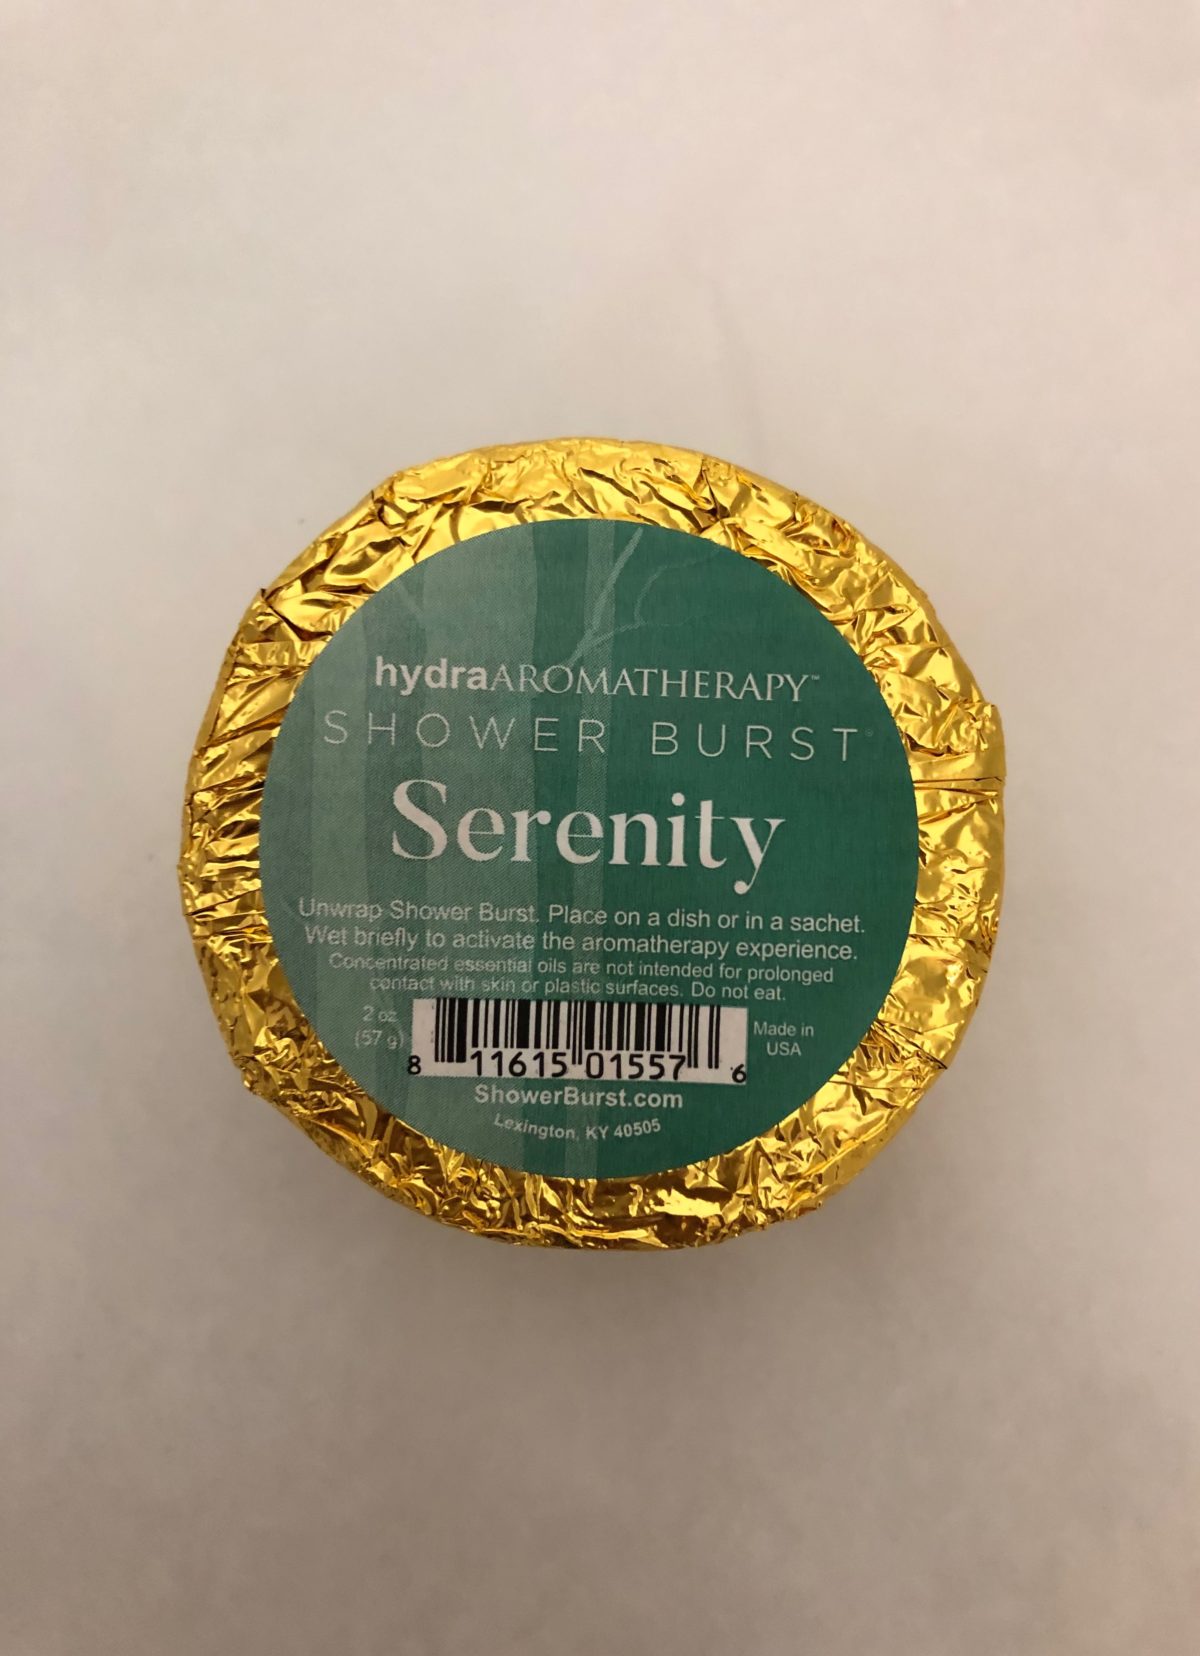 hydraAROMATHERAPY™
SHOWER BURST®
Serenity
Unwrap Shower Burst. Place on a dish or in a sachet.
Wet briefly to activate the aromatherapy experience.
Concentrated essential oils are not intended for prolonged
contact with skin or plastic surfaces. Do not eat.
2 oz
(57 g)
Made in
USA
8 11615 01557 6
ShowerBurst.com
Lexington, KY 40505